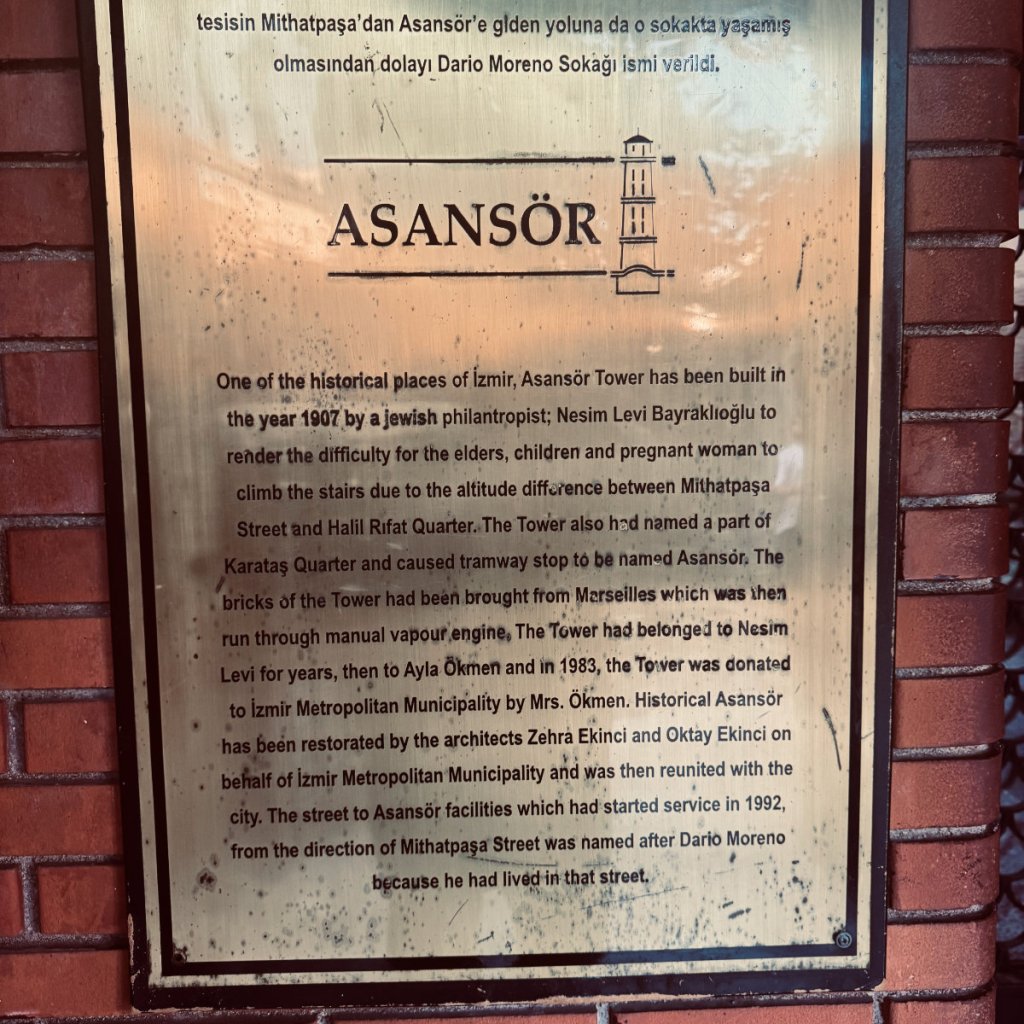 tesisin Mithatpaşa'dan Asansör'e giden yoluna da o sokakta yaşamış
olmasından dolayı Dario Moreno Sokağı ismi verildi.
ASANSÖR
One of the historical places of İzmir, Asansör Tower has been built in
the year 1907 by a jewish philantropist; Nesim Levi Bayraklıoğlu to
render the difficulty for the elders, children and pregnant woman to
climb the stairs due to the altitude difference between Mithatpaşa
Street and Halil Rıfat Quarter. The Tower also had named a part of
Karataş Quarter and caused tramway stop to be named Asansör. The
bricks of the Tower had been brought from Marseilles which was then
run through manual vapour engine. The Tower had belonged to Nesim
Levi for years, then to Ayla Ökmen and in 1983, the Tower was donated
to İzmir Metropolitan Municipality by Mrs. Ökmen. Historical Asansör
has been restorated by the architects Zehra Ekinci and Oktay Ekinci on
behalf of İzmir Metropolitan Municipality and was then reunited with the
city. The street to Asansör facilities which had started service in 1992,
from the direction of Mithatpaşa Street was named after Dario Moreno
because he had lived in that street.